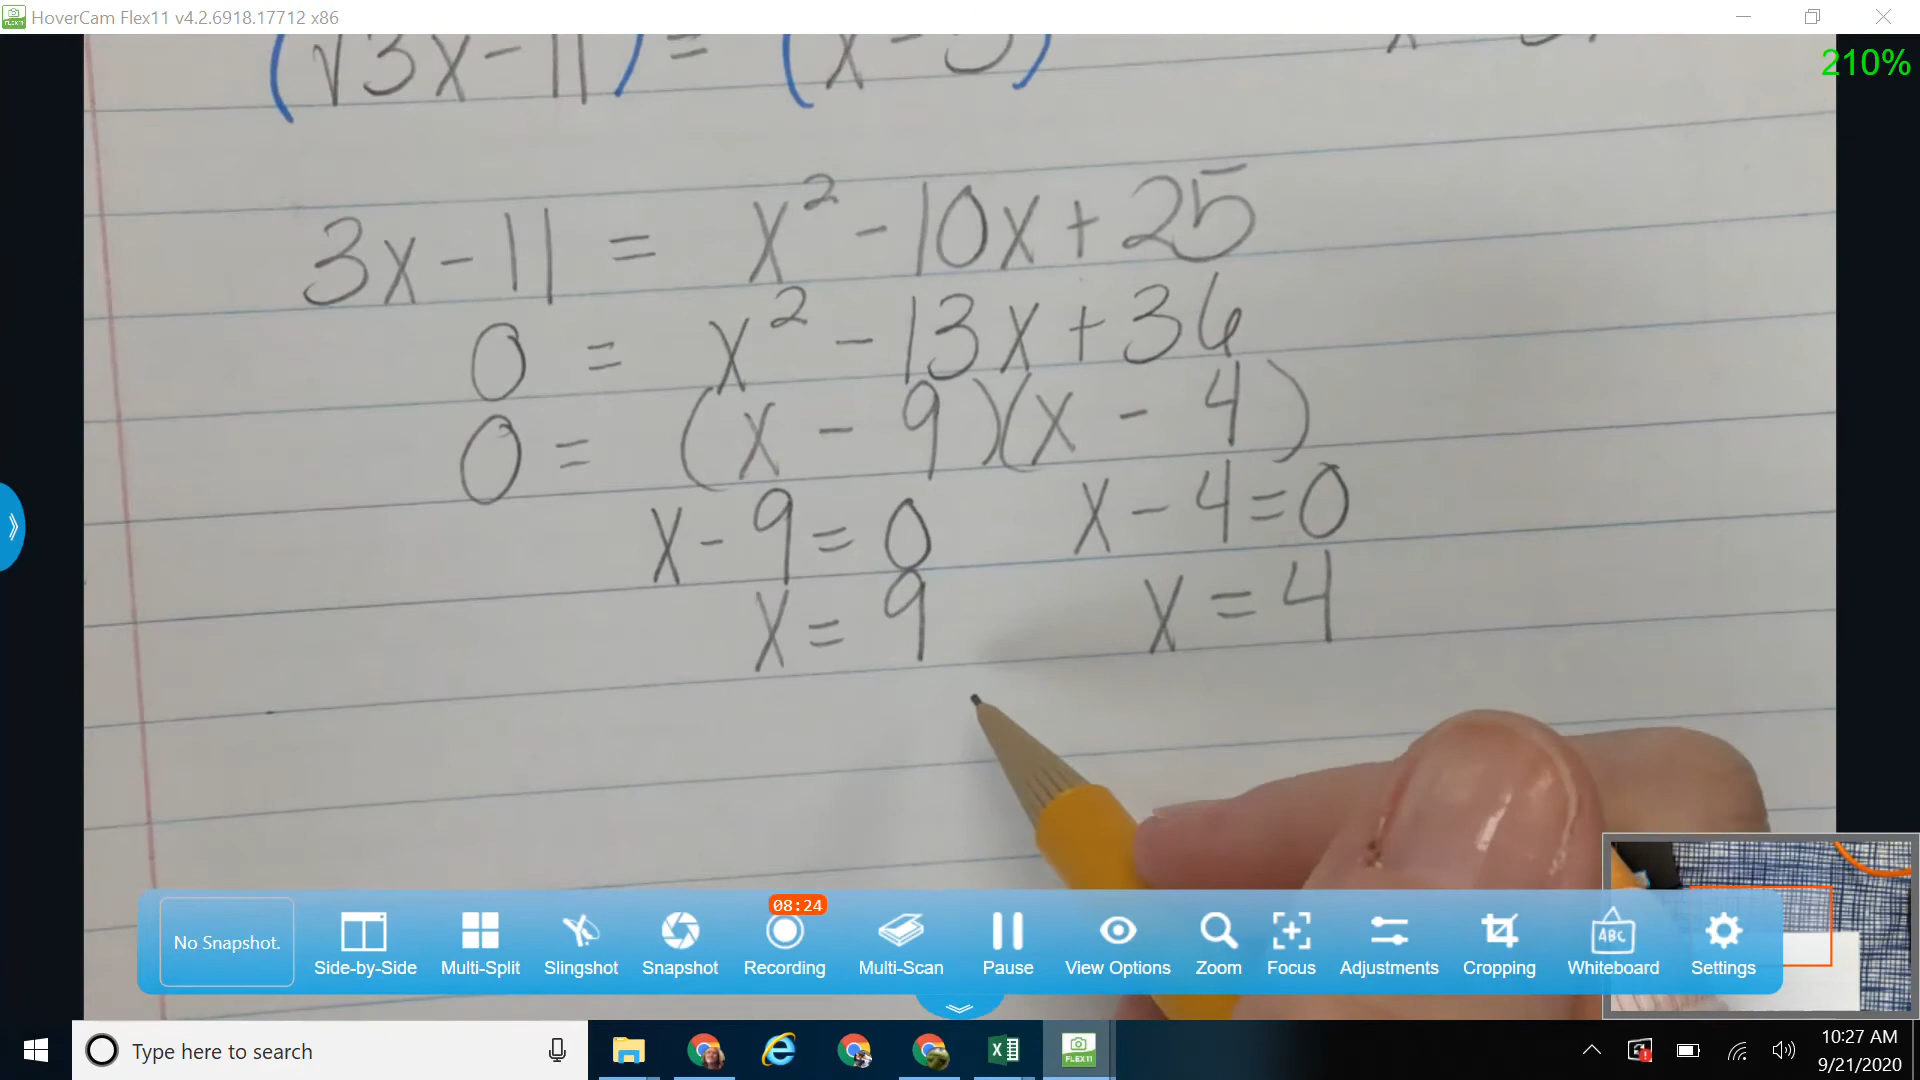 HoverCam Flex11 v4.2.6918.17712 x86
210%
(√3x-11) = (x-5)
3x-11 = x² -10x+25
0 = x² -13x+36
0 = (x - 9)(x - 4)
x-9=0 x-4=0
x=9 x=4
No Snapshot.
Side-by-Side
Multi-Split
Slingshot
Snapshot
08:24
Recording
Multi-Scan
Pause
View Options
Zoom
Focus
Adjustments
Cropping
ABC
Whiteboard
Settings
Type here to search
FLEX11
10:27 AM
9/21/2020